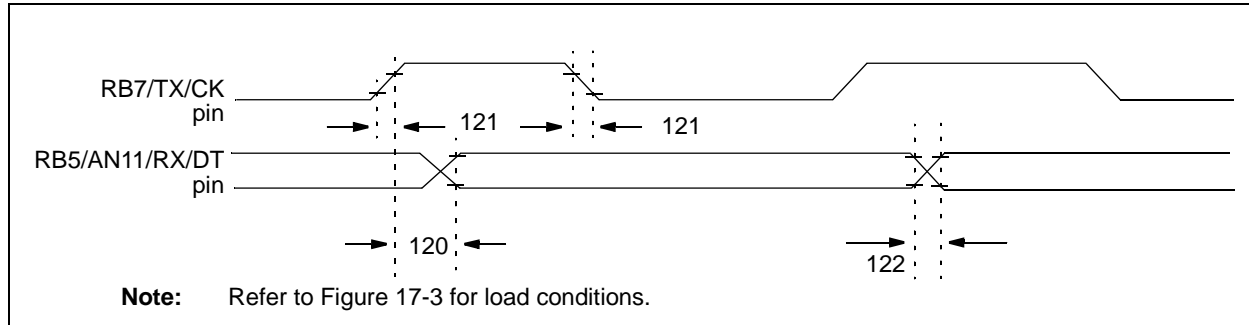 RB7/TX/CK
pin
121
121
RB5/AN11/RX/DT
pin
120
122
Note: Refer to Figure 17-3 for load conditions.